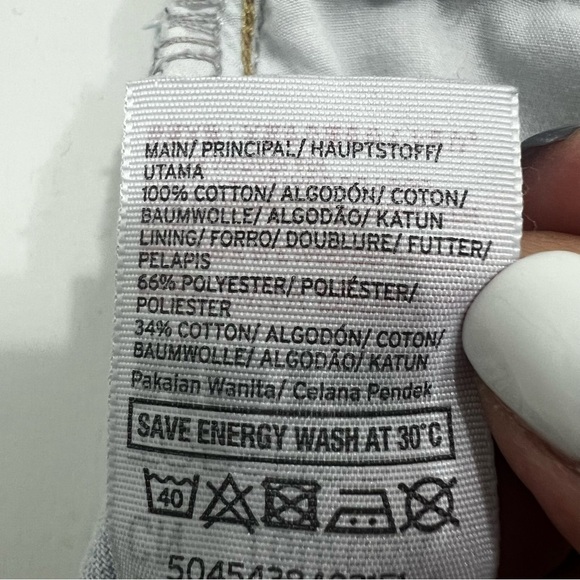 MAIN/ PRINCIPAL/ HAUPTSTOFF/
UTAMA
100% COTTON/ ALGODÓN/ COTON/
BAUMWOLLE/ ALGODÃO/ KATUN
LINING/ FORRO/ DOUBLURE/ FUTTER/
PELAPIS
66% POLYESTER/ POLIÉSTER/
POLIESTER
34% COTTON/ ALGODÓN/ COTON/
BAUMWOLLE/ ALGODÃO/ KATUN
Pakaian Wanita/ Celana Pendek
SAVE ENERGY WASH AT 30°C
40